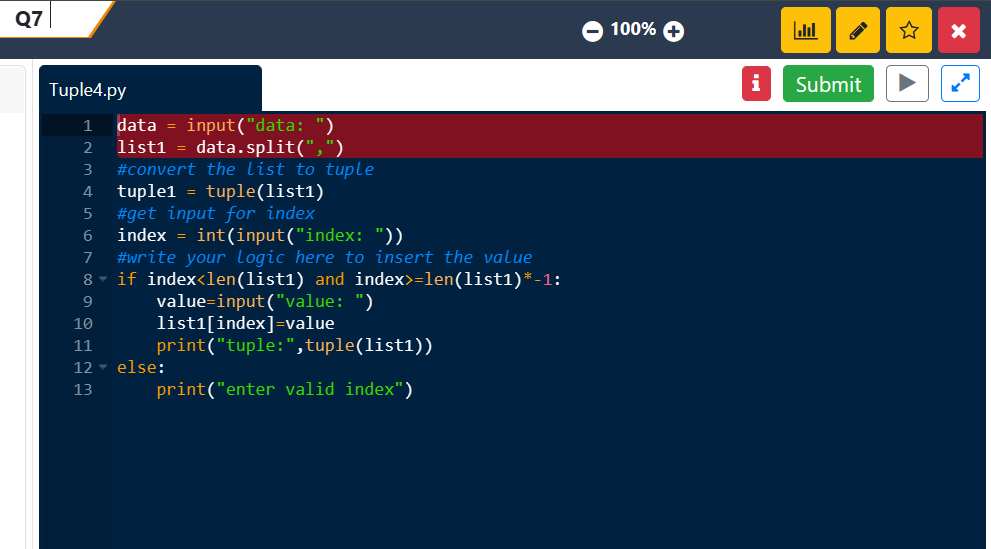 Q7
100%
Tuple4.py
Submit
1 data = input("data: ")
2 list1 = data.split(",")
3 #convert the list to tuple
4 tuple1 = tuple(list1)
5 #get input for index
6 index = int(input("index: "))
7 #write your logic here to insert the value
8 if index<len(list1) and index>=len(list1)*-1:
9     value=input("value: ")
10     list1[index]=value
11     print("tuple:",tuple(list1))
12 else:
13     print("enter valid index")